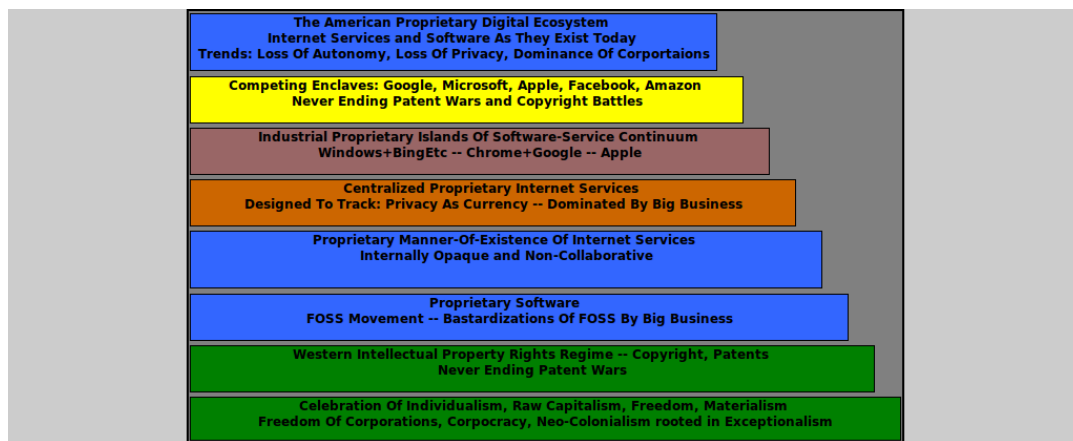 The American Proprietary Digital Ecosystem
Internet Services and Software As They Exist Today
Trends: Loss Of Autonomy, Loss Of Privacy, Dominance Of Corportaions
Competing Enclaves: Google, Microsoft, Apple, Facebook, Amazon
Never Ending Patent Wars and Copyright Battles
Industrial Proprietary Islands Of Software-Service Continuum
Windows+BingEtc -- Chrome+Google -- Apple
Centralized Proprietary Internet Services
Designed To Track: Privacy As Currency -- Dominated By Big Business
Proprietary Manner-Of-Existence Of Internet Services
Internally Opaque and Non-Collaborative
Proprietary Software
FOSS Movement -- Bastardizations Of FOSS By Big Business
Western Intellectual Property Rights Regime -- Copyright, Patents
Never Ending Patent Wars
Celebration Of Individualism, Raw Capitalism, Freedom, Materialism
Freedom Of Corporations, Corpocracy, Neo-Colonialism rooted in Exceptionalism